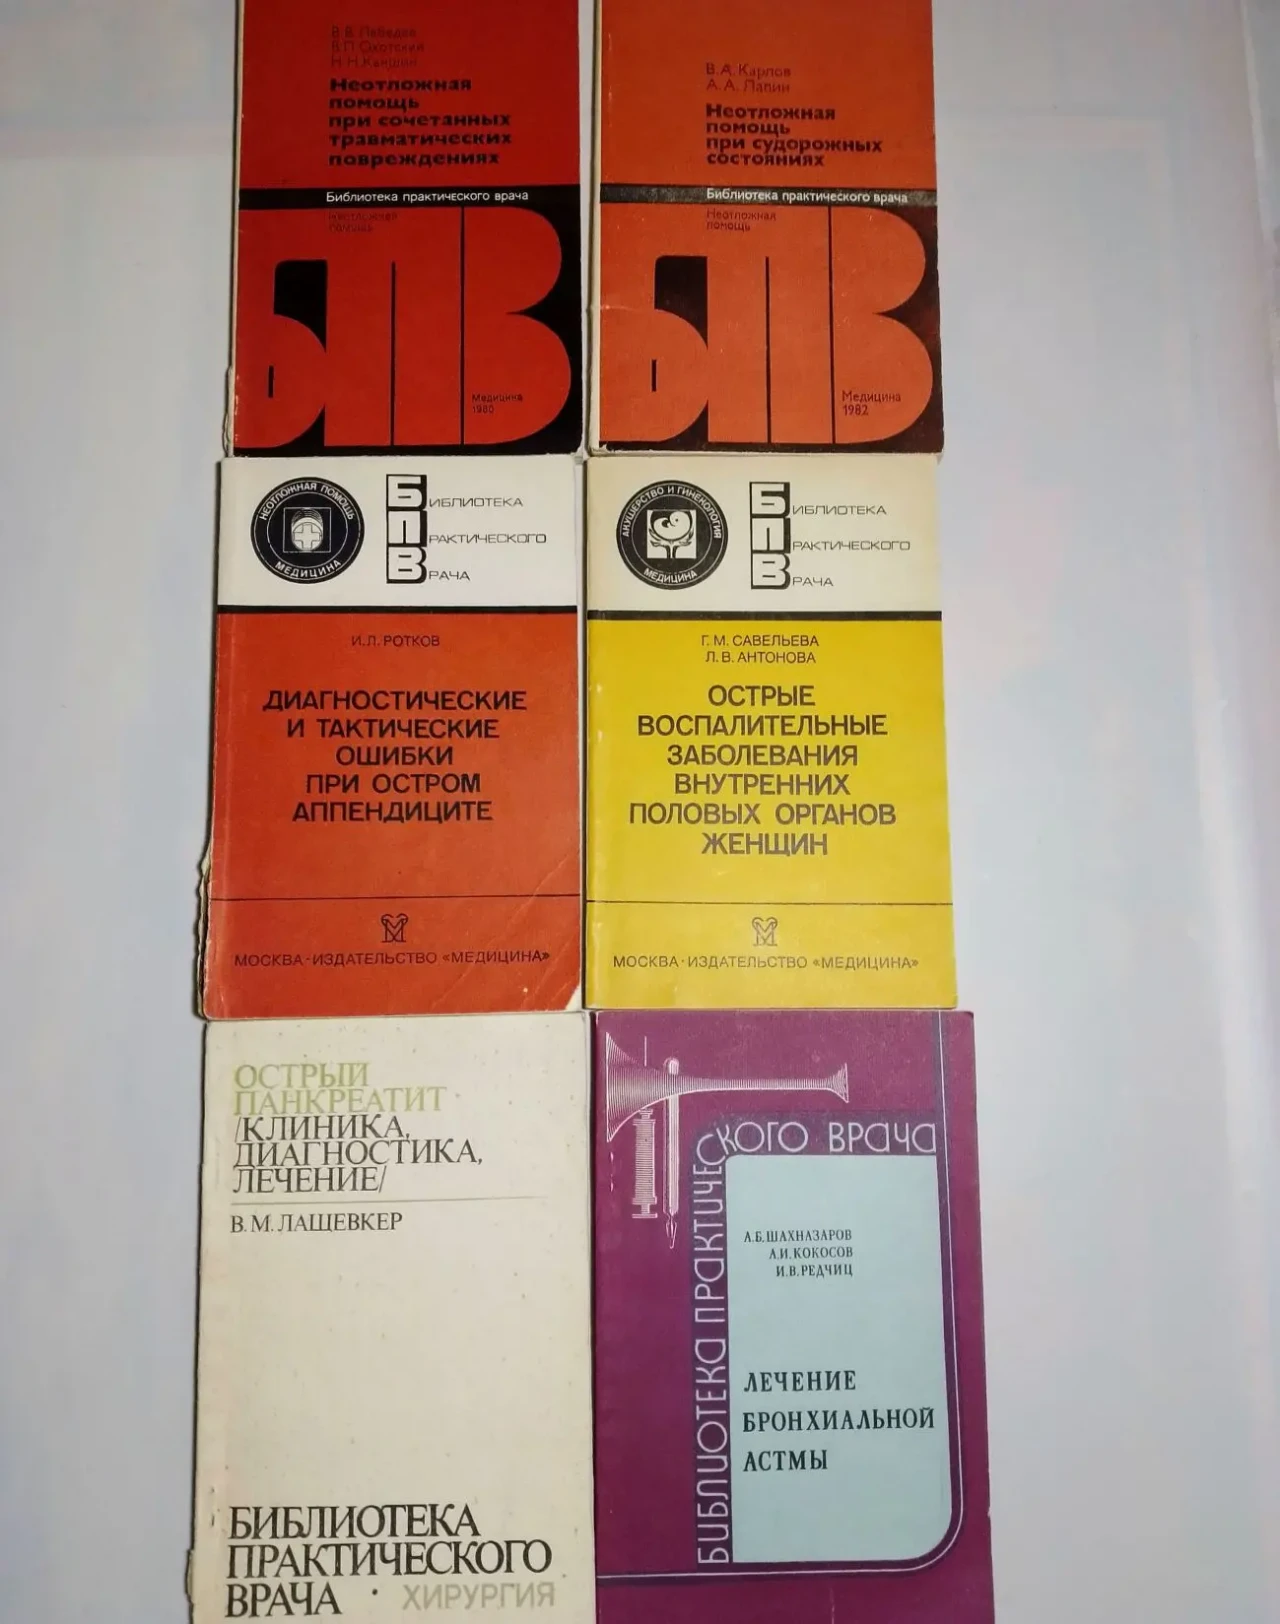 В.В. Лебедев
В.П. Охотский
Н.Н. Каншин
Неотложная
помощь
при сочетанных
травматических
повреждениях
Библиотека практического врача
Неотложная
помощь
БПВ
Медицина
1980
В.А. Карлов
А.А. Лапин
Неотложная
помощь
при судорожных
состояниях
Библиотека практического врача
Неотложная
помощь
БПВ
Медицина
1982
НЕОТЛОЖНАЯ ПОМОЩЬ
МЕДИЦИНА
БИБЛИОТЕКА
ПРАКТИЧЕСКОГО
ВРАЧА
И.Л. РОТКОВ
ДИАГНОСТИЧЕСКИЕ
И ТАКТИЧЕСКИЕ
ОШИБКИ
ПРИ ОСТРОМ
АППЕНДИЦИТЕ
МОСКВА·ИЗДАТЕЛЬСТВО «МЕДИЦИНА»
АКУШЕРСТВО И ГИНЕКОЛОГИЯ
МЕДИЦИНА
БИБЛИОТЕКА
ПРАКТИЧЕСКОГО
ВРАЧА
Г.М. САВЕЛЬЕВА
Л.В. АНТОНОВА
ОСТРЫЕ
ВОСПАЛИТЕЛЬНЫЕ
ЗАБОЛЕВАНИЯ
ВНУТРЕННИХ
ПОЛОВЫХ ОРГАНОВ
ЖЕНЩИН
МОСКВА·ИЗДАТЕЛЬСТВО «МЕДИЦИНА»
ОСТРЫЙ
ПАНКРЕАТИТ
/КЛИНИКА,
ДИАГНОСТИКА,
ЛЕЧЕНИЕ/
В.М. ЛАЩЕВКЕР
БИБЛИОТЕКА
ПРАКТИЧЕСКОГО
ВРАЧА · ХИРУРГИЯ
БИБЛИОТЕКА ПРАКТИЧЕСКОГО ВРАЧА
А.Б. ШАХНАЗАРОВ
А.И. КОКОСОВ
И.В. РЕДЧИЦ
ЛЕЧЕНИЕ
БРОНХИАЛЬНОЙ
АСТМЫ